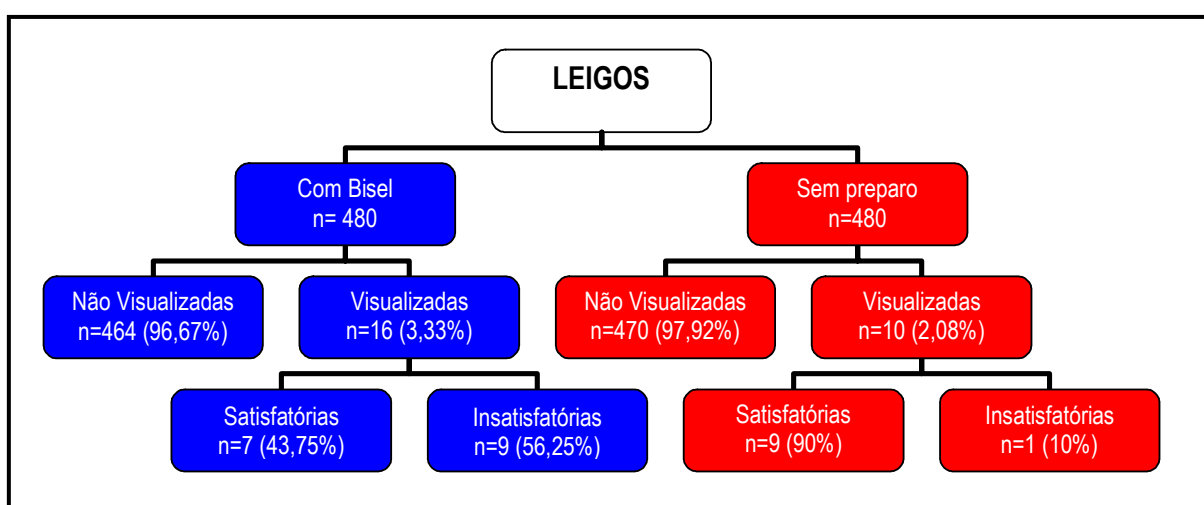 LEIGOS
Com Bisel
n= 480
Sem preparo
n=480
Não Visualizadas
n=464 (96,67%)
Visualizadas
n=16 (3,33%)
Não Visualizadas
n=470 (97,92%)
Visualizadas
n=10 (2,08%)
Satisfatórias
n=7 (43,75%)
Insatisfatórias
n=9 (56,25%)
Satisfatórias
n=9 (90%)
Insatisfatórias
n=1 (10%)